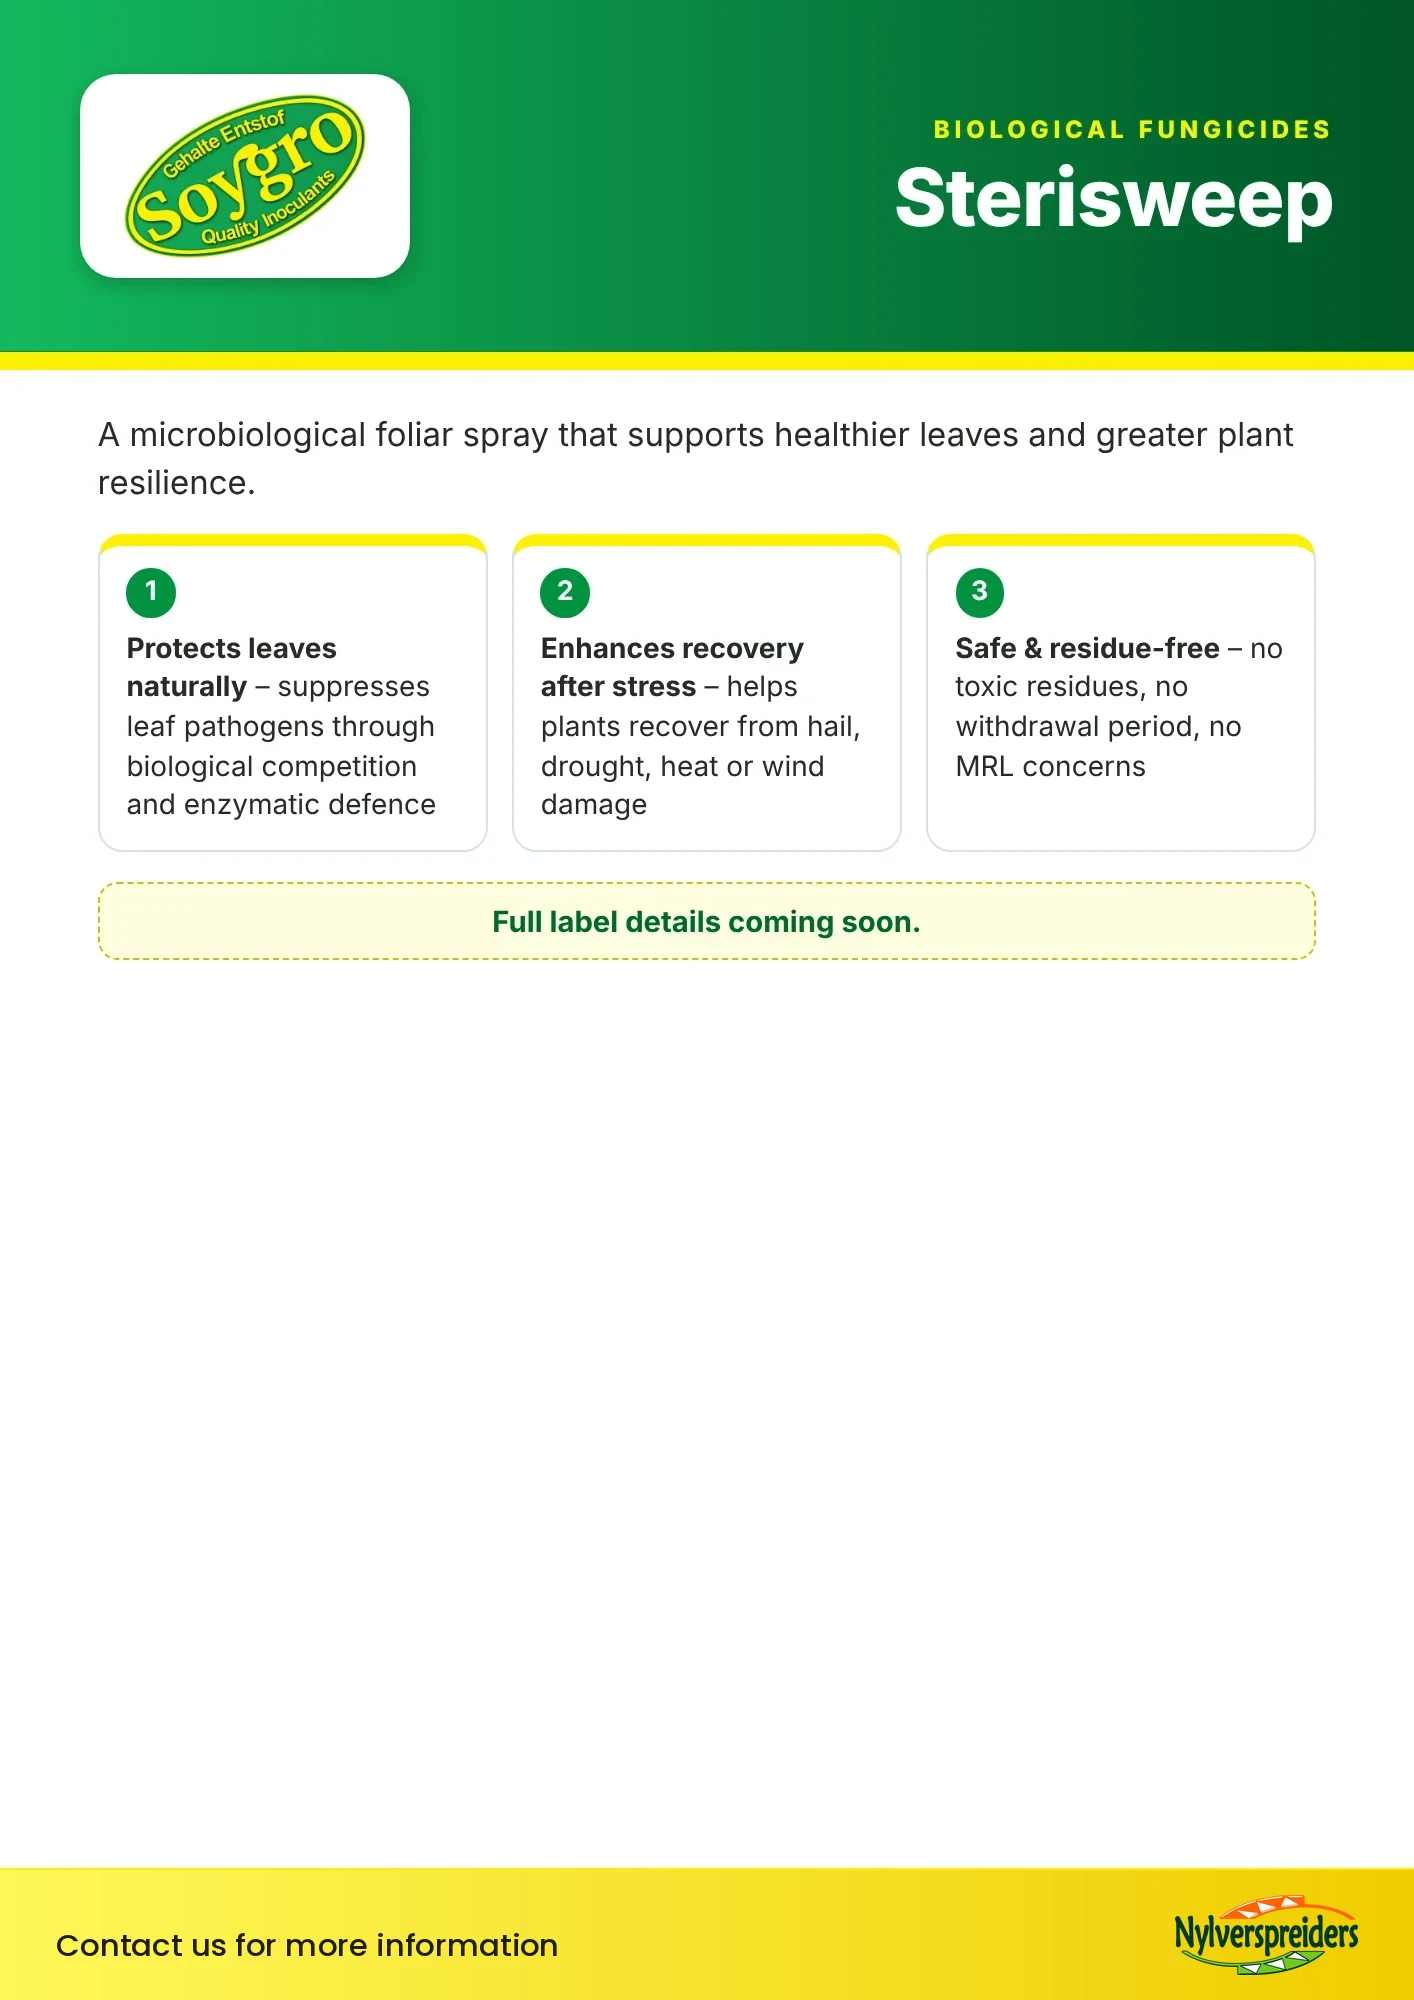 Gehalte Entstof
Soygro
Quality Inoculants
BIOLOGICAL FUNGICIDES
Sterisweep
A microbiological foliar spray that supports healthier leaves and greater plant
resilience.
1
Protects leaves
naturally – suppresses
leaf pathogens through
biological competition
and enzymatic defence
2
Enhances recovery
after stress – helps
plants recover from hail,
drought, heat or wind
damage
3
Safe & residue-free – no
toxic residues, no
withdrawal period, no
MRL concerns
Full label details coming soon.
Contact us for more information
Nylverspreiders